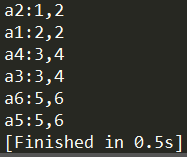 a2:1,2
a1:2,2
a4:3,4
a3:3,4
a6:5,6
a5:5,6
[Finished in 0.5s]